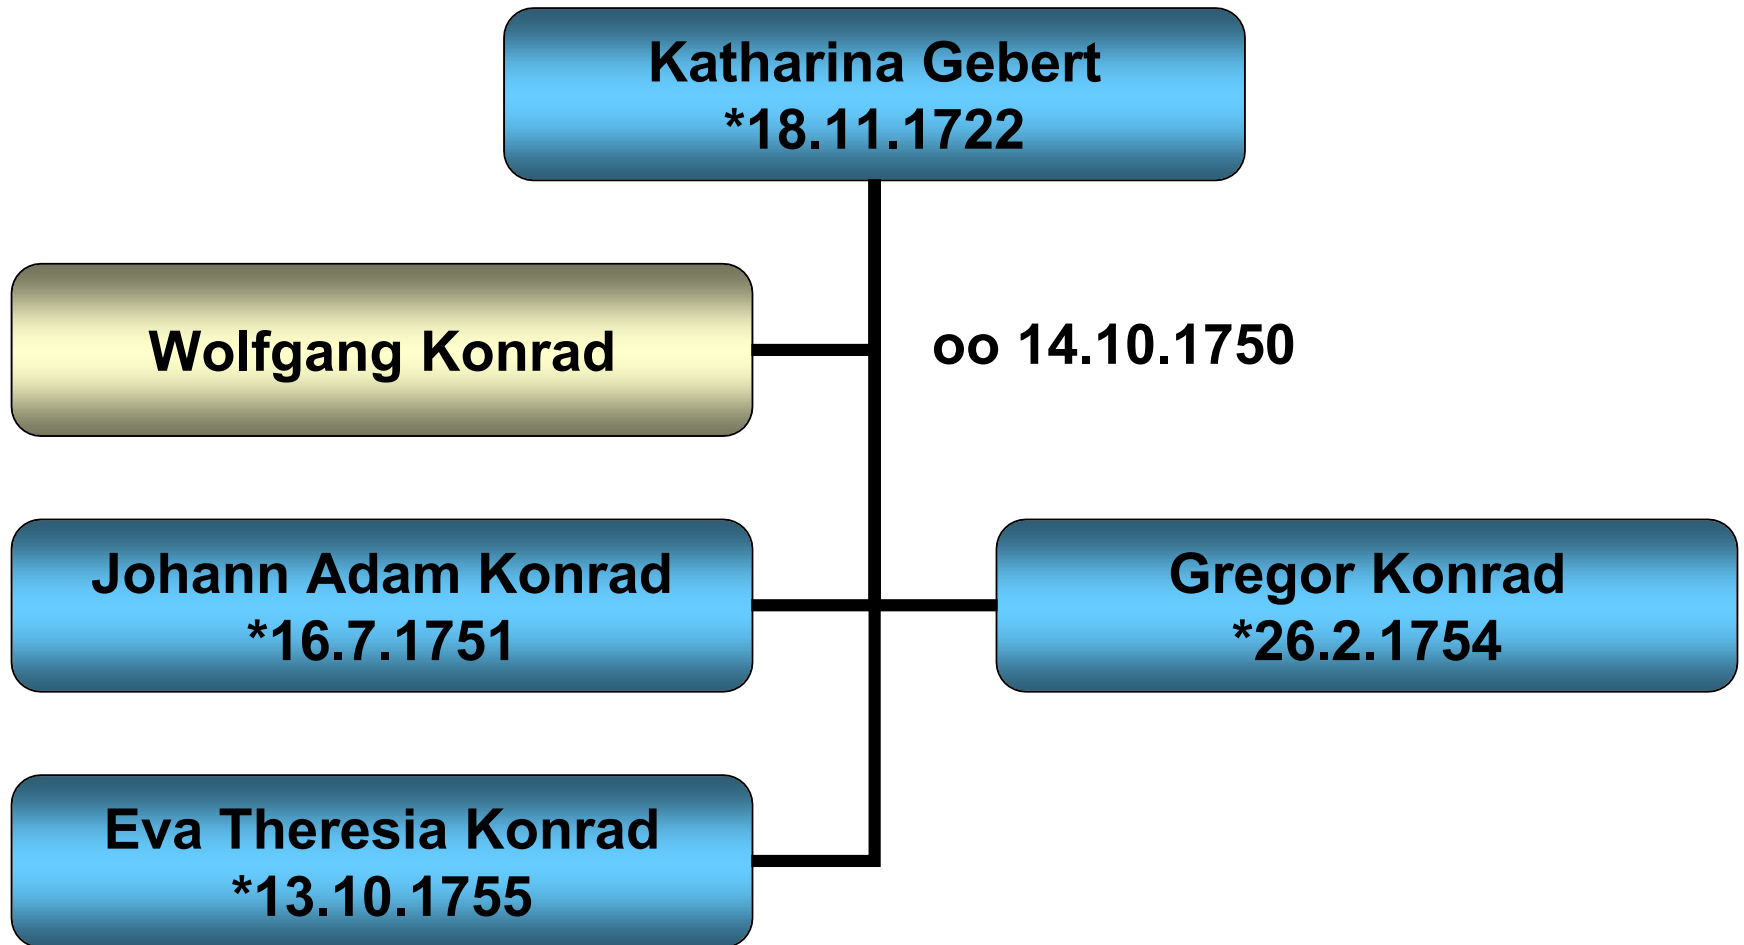 Katharina Gebert
*18.11.1722
Wolfgang Konrad
oo 14.10.1750
Johann Adam Konrad
*16.7.1751
Gregor Konrad
*26.2.1754
Eva Theresia Konrad
*13.10.1755